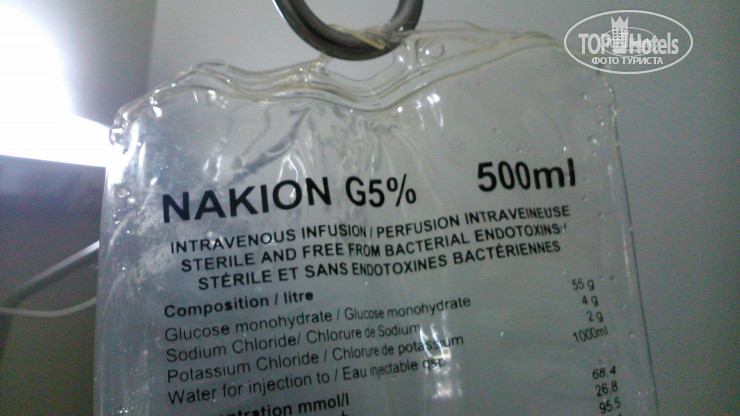 TOP Hotels
ФОТО ТУРИСТА
NAKION G5% 500ml
INTRAVENOUS INFUSION / PERFUSION INTRAVEINEUSE
STERILE AND FREE FROM BACTERIAL ENDOTOXINS /
STÉRILE ET SANS ENDOTOXINES BACTÉRIENNES
Composition / litre
Glucose monohydrate / Glucose monohydrate 55 g
Sodium Chloride/ Chlorure de Sodium 4 g
Potassium Chloride / Chlorure de potassium 2 g
Water for injection to / Eau injectable qsp 1000ml
mmol/l
68.4
26.8
95.5